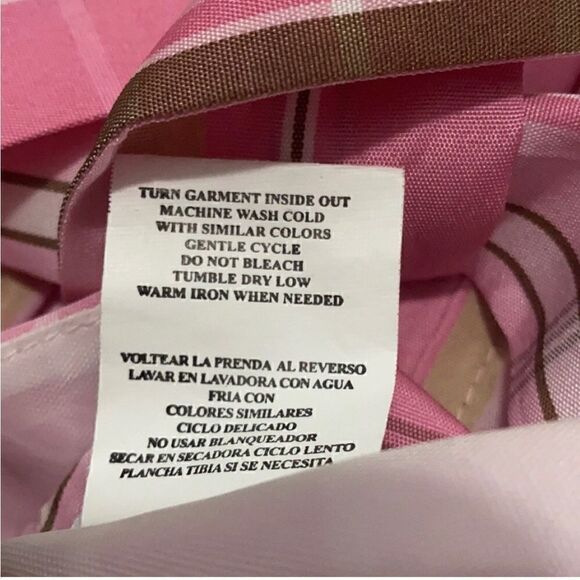 TURN GARMENT INSIDE OUT
MACHINE WASH COLD
WITH SIMILAR COLORS
GENTLE CYCLE
DO NOT BLEACH
TUMBLE DRY LOW
WARM IRON WHEN NEEDED
VOLTEAR LA PRENDA AL REVERSO
LAVAR EN LAVADORA CON AGUA
FRIA CON
COLORES SIMILARES
CICLO DELICADO
NO USAR BLANQUEADOR
SECAR EN SECADORA CICLO LENTO
PLANCHA TIBIA SI SE NECESITA